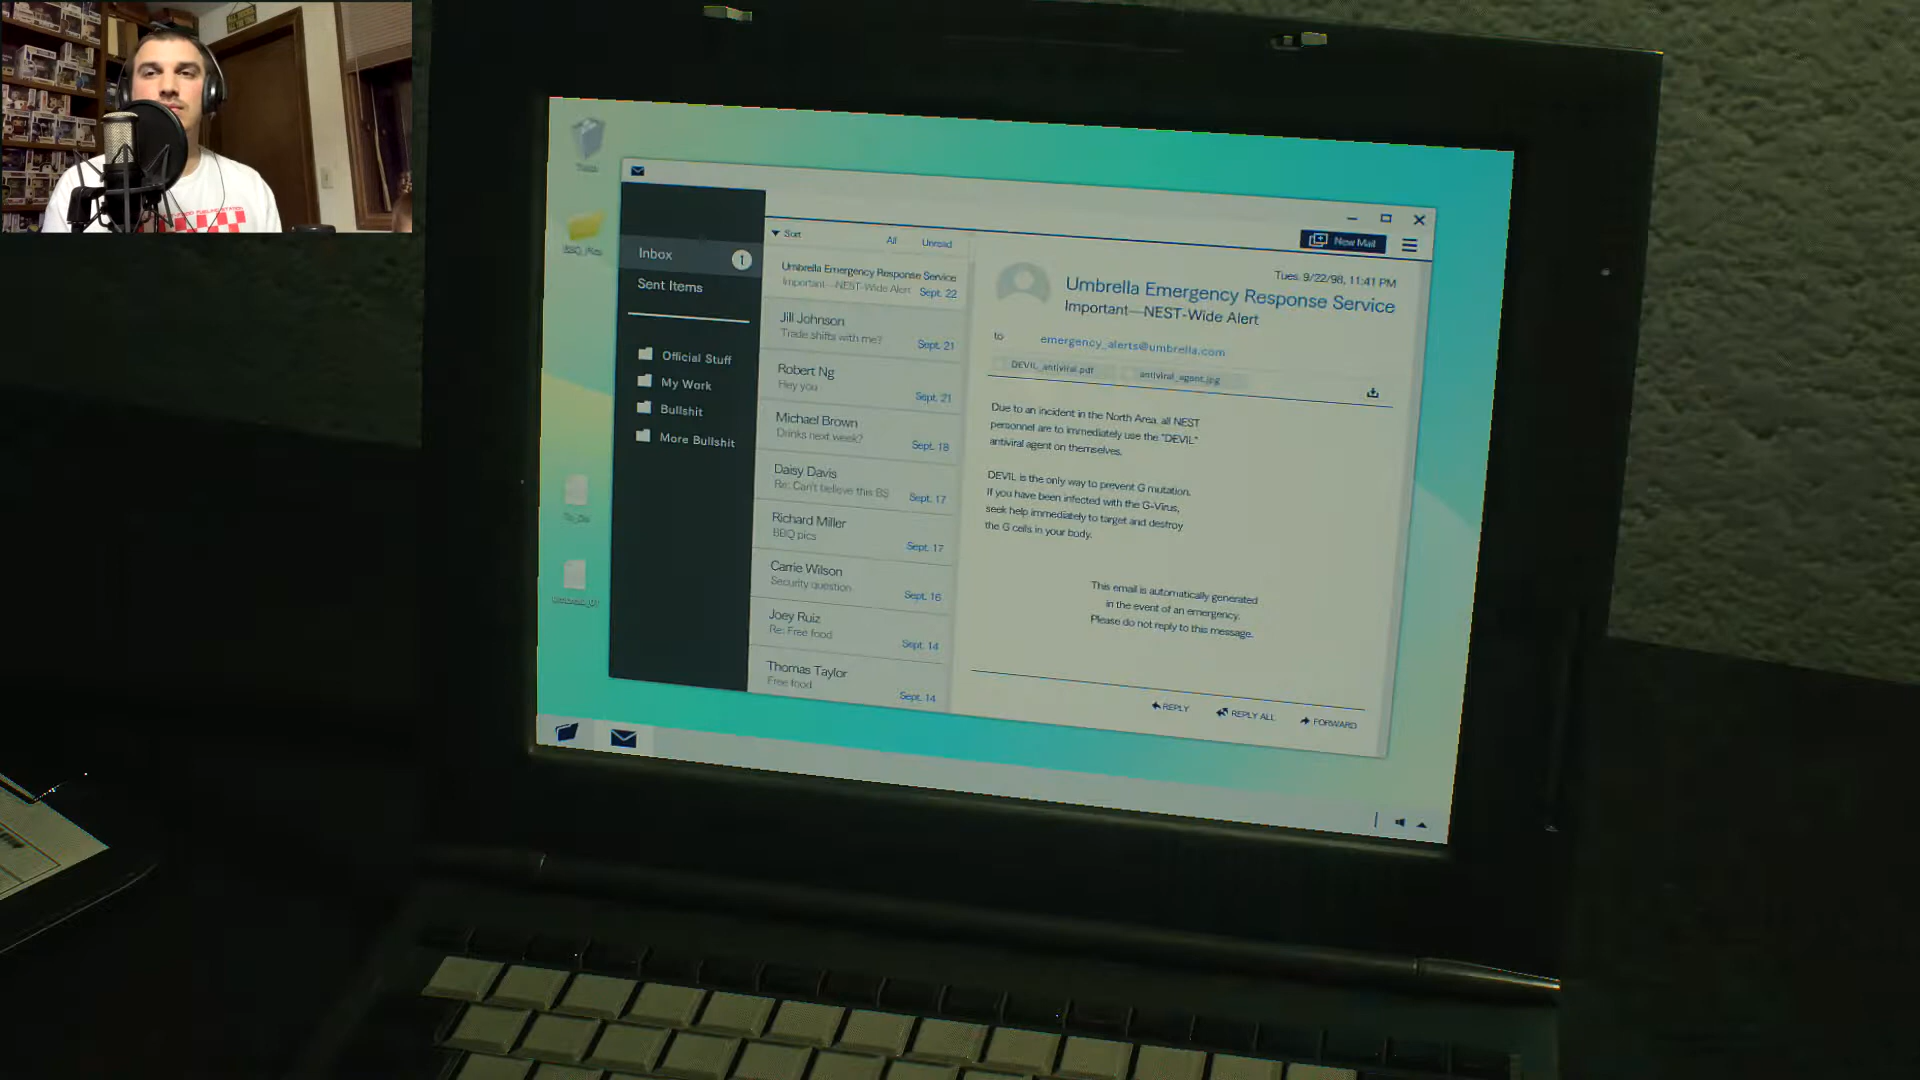 Inbox
1
Sent Items
Official Stuff
My Work
Bullshit
More Bullshit
Sort
All
Unread
Umbrella Emergency Response Service
Important—NEST-Wide Alert
Sept. 22
Jill Johnson
Trade shifts with me?
Sept. 21
Robert Ng
Hey you
Sept. 21
Michael Brown
Drinks next week?
Sept. 18
Daisy Davis
Re: Can't believe this BS
Sept. 17
Richard Miller
BBQ pics
Sept. 17
Carrie Wilson
Security question
Sept. 16
Joey Ruiz
Re: Free food
Sept. 14
Thomas Taylor
Free food
Sept. 14
New Mail
Tues. 9/22/98, 11:41 PM
Umbrella Emergency Response Service
Important—NEST-Wide Alert
to
emergency_alerts@umbrella.com
DEVIL_antiviral.pdf
antiviral_agent.jpg
Due to an incident in the North Area, all NEST
personnel are to immediately use the "DEVIL"
antiviral agent on themselves.
DEVIL is the only way to prevent G mutation.
If you have been infected with the G-Virus,
seek help immediately to target and destroy
the G cells in your body.
This email is automatically generated
in the event of an emergency.
Please do not reply to this message.
REPLY
REPLY ALL
FORWARD